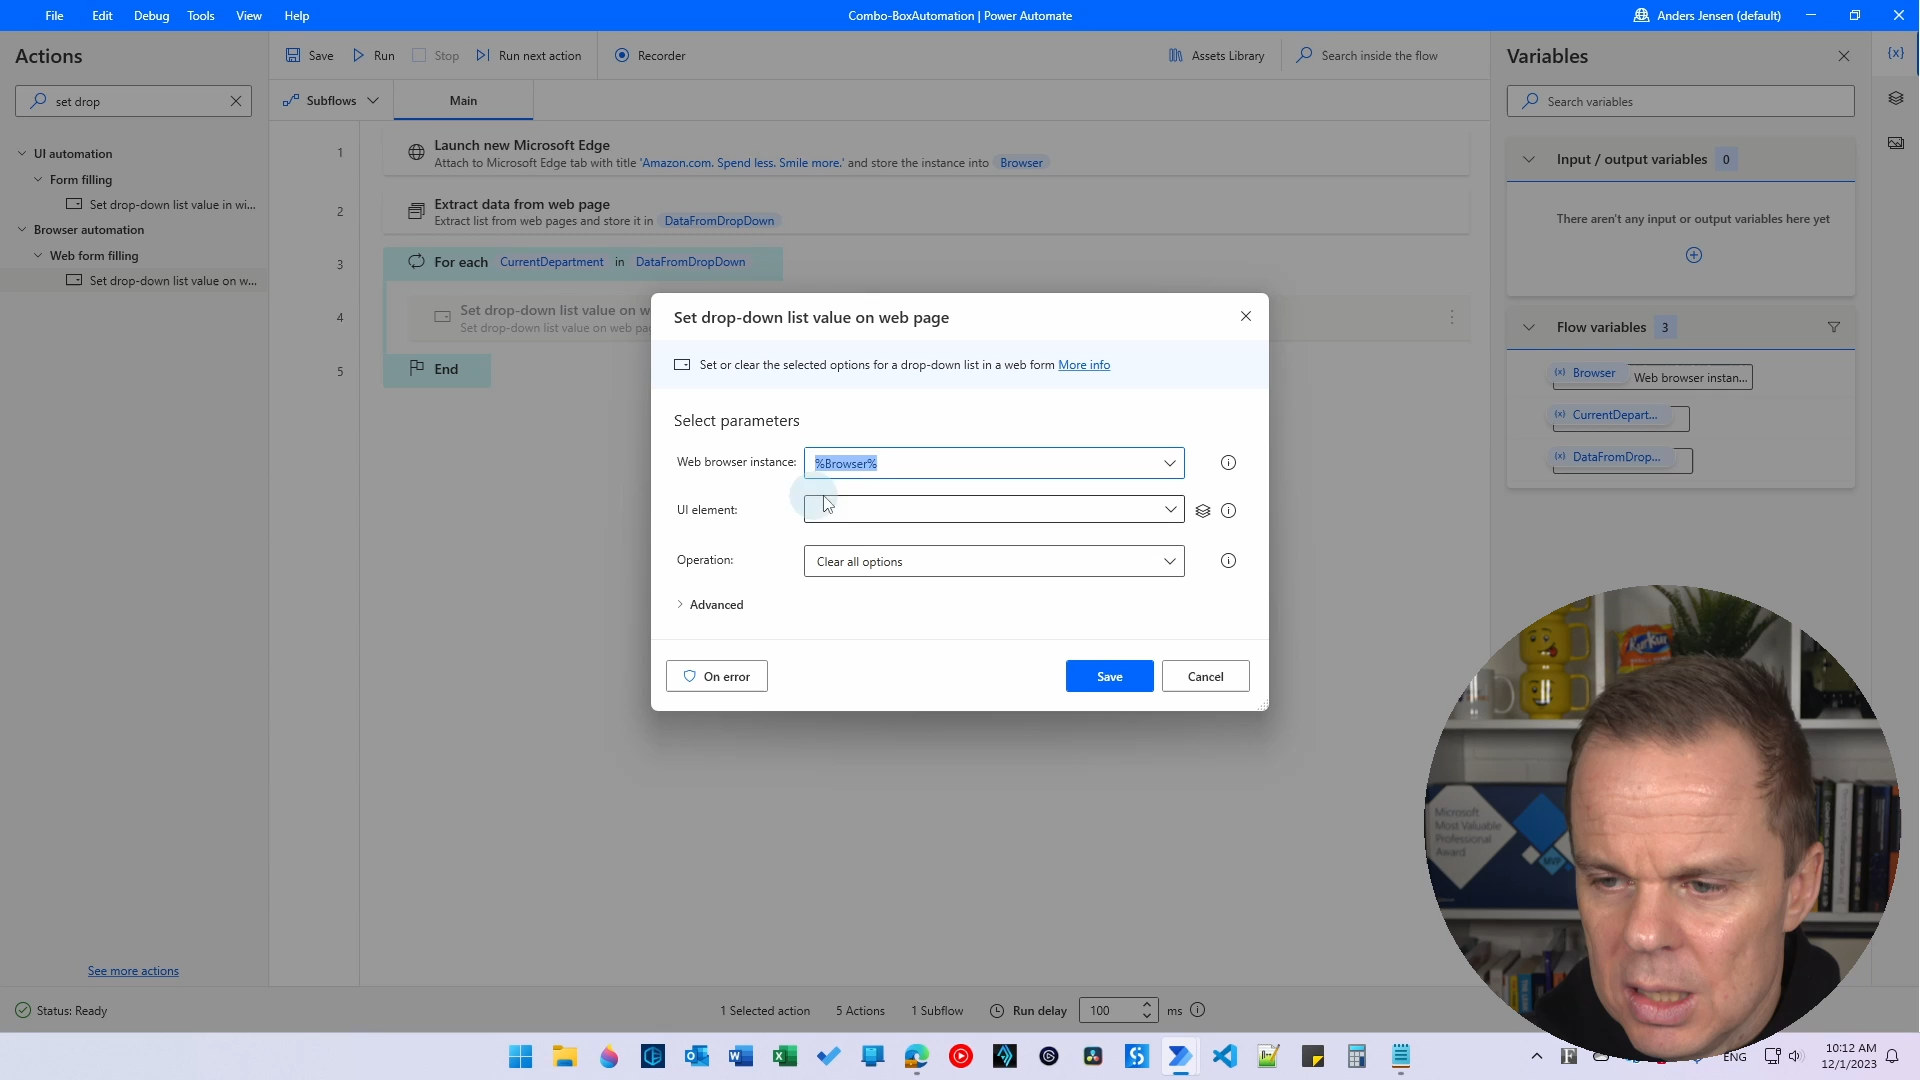 File Edit Debug Tools View Help
Combo-BoxAutomation | Power Automate
Anders Jensen (default)
Actions
Save Run Stop Run next action Recorder
Assets Library Search inside the flow
Variables
{x}
set drop
Subflows Main
Search variables
UI automation
Form filling
Set drop-down list value in wi...
Browser automation
Web form filling
Set drop-down list value on w...
See more actions
1
Launch new Microsoft Edge
Attach to Microsoft Edge tab with title 'Amazon.com. Spend less. Smile more.' and store the instance into Browser
2
Extract data from web page
Extract list from web pages and store it in DataFromDropDown
3
For each CurrentDepartment in DataFromDropDown
4
Set drop-down list value on w
Set drop-down list value on web pag
5
End
Set drop-down list value on web page
Set or clear the selected options for a drop-down list in a web form More info
Select parameters
Web browser instance: %Browser%
UI element:
Operation: Clear all options
Advanced
On error
Save
Cancel
Input / output variables 0
There aren't any input or output variables here yet
Flow variables 3
{x} Browser Web browser instan...
{x} CurrentDepart...
{x} DataFromDrop...
Microsoft
Most Valuable
Professional
Award
MVP
Status: Ready
1 Selected action 5 Actions 1 Subflow Run delay 100 ms
ENG
10:12 AM
12/1/2023